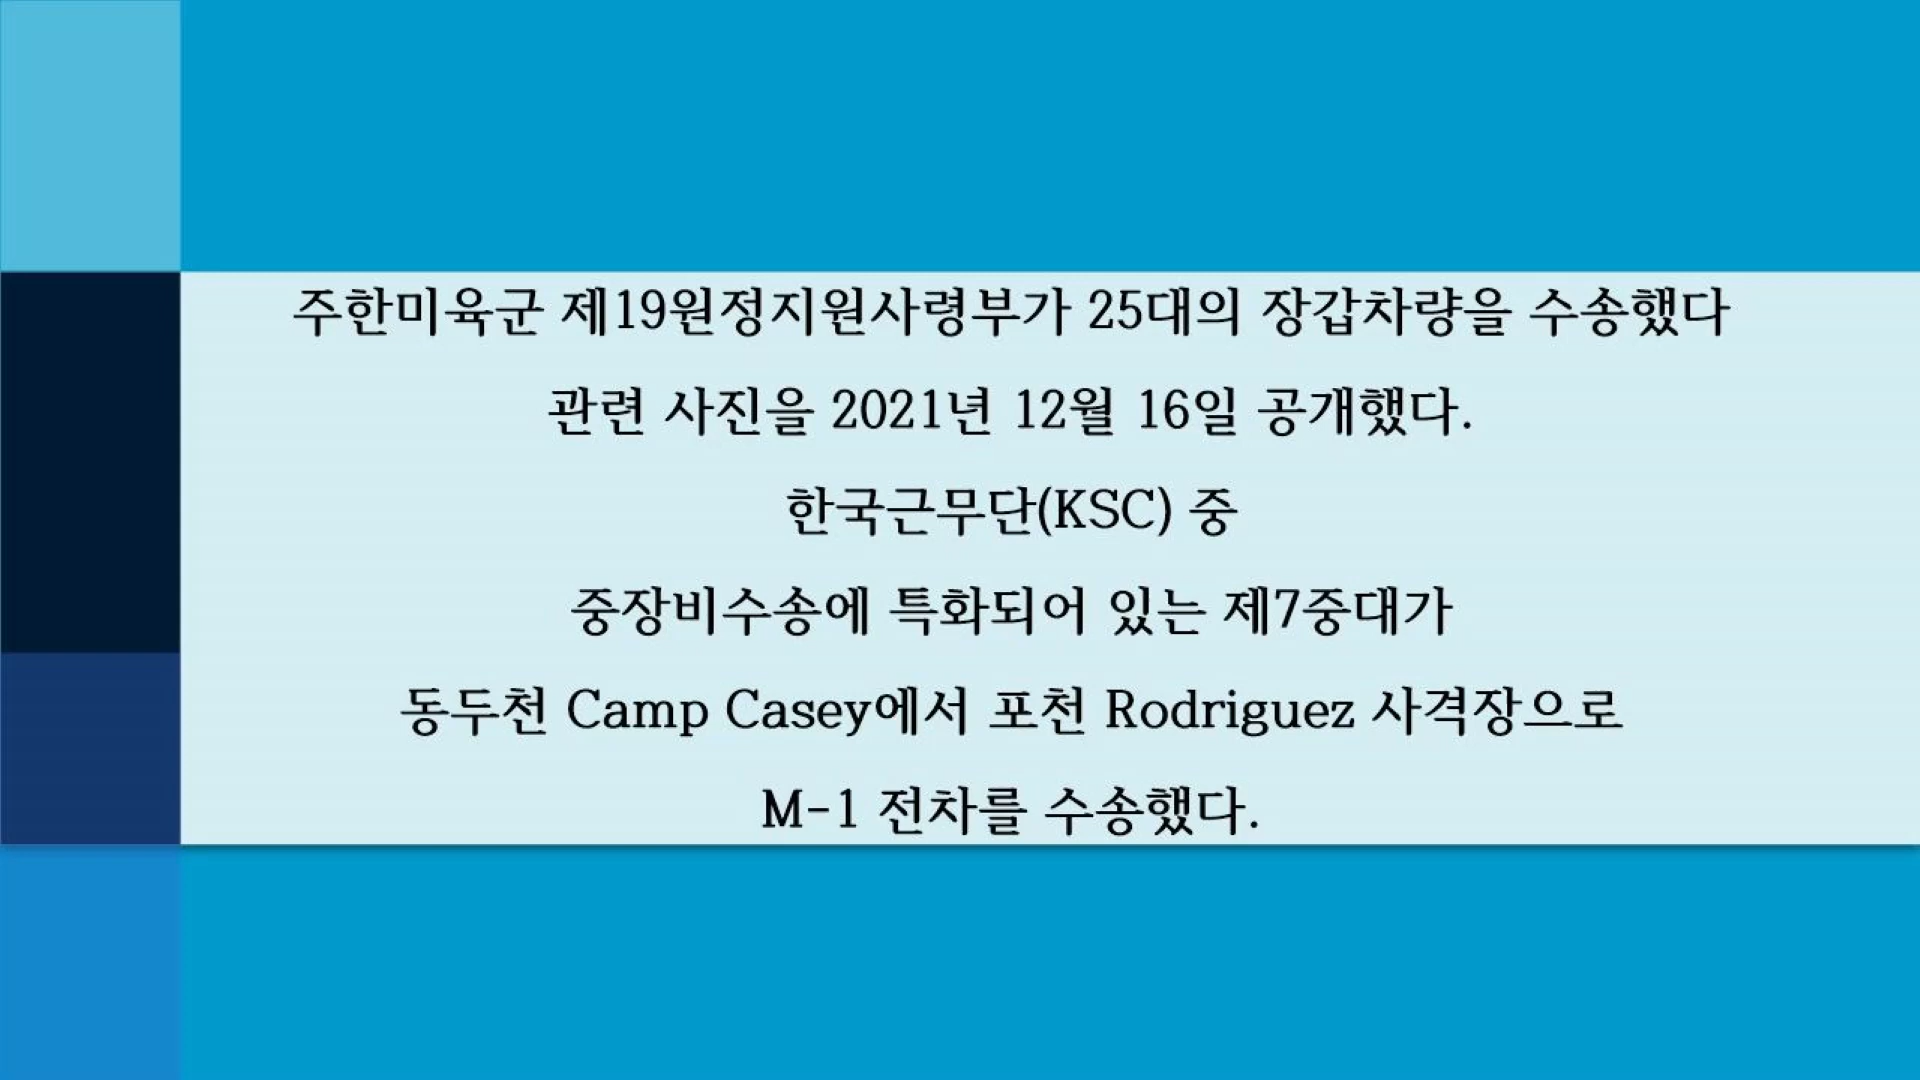 주한미육군 제19원정지원사령부가 25대의 장갑차량을 수송했다
관련 사진을 2021년 12월 16일 공개했다.
한국근무단(KSC) 중
중장비수송에 특화되어 있는 제7중대가
동두천 Camp Casey에서 포천 Rodriguez 사격장으로
M-1 전차를 수송했다.